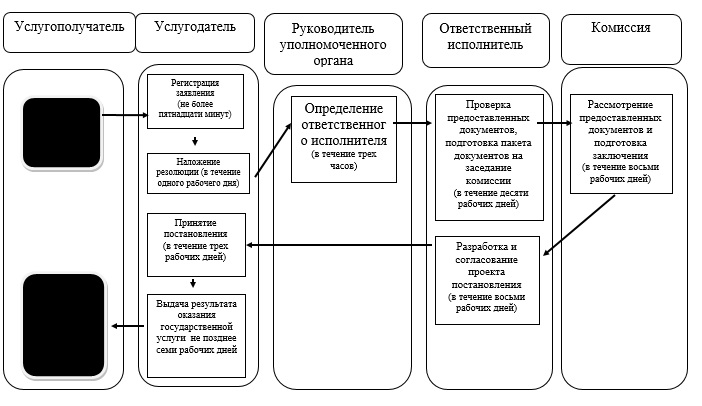 Услугополучатель
Услугодатель
Руководитель
уполномоченного
органа
Ответственный
исполнитель
Комиссия
Регистрация
заявления
(не более
пятнадцати минут)
Наложение
резолюции (в течение
одного рабочего дня)
Принятие
постановления
(в течение трех
рабочих дней)
Выдача результата
оказания
государственной
услуги не позднее
семи рабочих дней
Определение
ответственног
о исполнителя
(в течение трех
часов)
Проверка
предоставленных
документов,
подготовка пакета
документов на
заседание
комиссии
(в течение десяти
рабочих дней)
Разработка и
согласование
проекта
постановления
(в течение восьми
рабочих дней)
Рассмотрение
предоставленных
документов и
подготовка
заключения
(в течение восьми
рабочих дней)